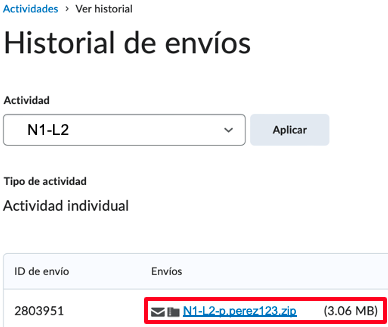 Actividades > Ver historial
Historial de envíos
Actividad
N1-L2
Aplicar
Tipo de actividad
Actividad individual
ID de envío Envíos
2803951 N1-L2-p.perez123.zip (3.06 MB)